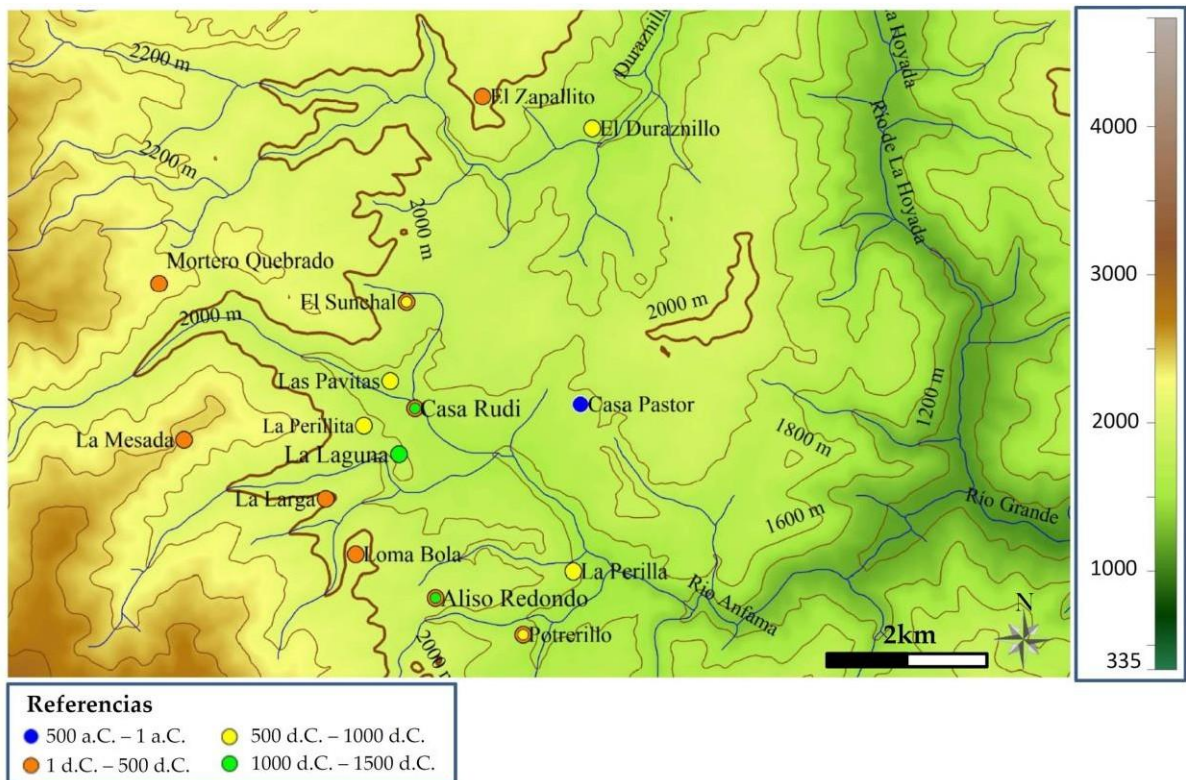 2200 m
Duraznillo
La Hoyada
4000
El Zapallito
El Duraznillo
2200 m
Río de La Hoyada
2000 m
Mortero Quebrado
3000
El Sunchal
2000 m
2000 m
Las Pavitas
Casa Rudi
Casa Pastor
1200 m
2000
La Mesada
La Perillita
1800 m
La Laguna
La Larga
Río Grande
1600 m
Loma Bola
La Perilla
1000
Aliso Redondo
Río Anfama
N
Potrerillo
2000 m
2km
335
Referencias
500 a.C. – 1 a.C.
500 d.C. – 1000 d.C.
1 d.C. – 500 d.C.
1000 d.C. – 1500 d.C.